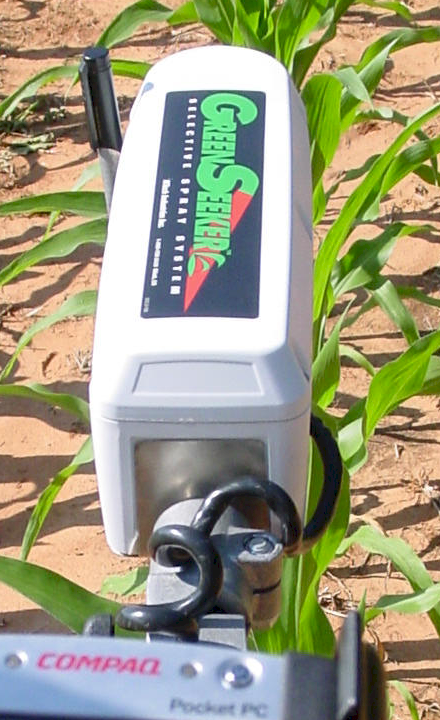 GREENSEEKER
SELECTIVE SPRAY SYSTEM
COMPAQ
Pocket PC